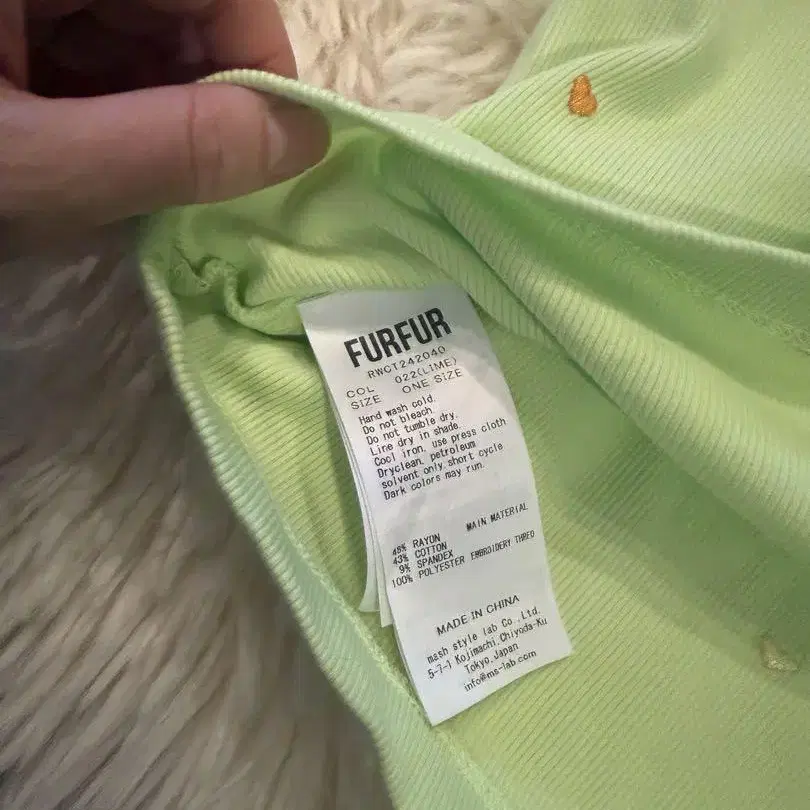 FURFUR
RWCT242040
COL 022(LIME)
SIZE ONE SIZE
Hand wash cold.
Do not bleach.
Do not tumble dry.
Line dry in shade.
Cool iron, use press cloth
Dryclean, petroleum
solvent only, short cycle
Dark colors may run.
MAIN MATERIAL
48% RAYON
43% COTTON
9% SPANDEX
100% POLYESTER EMBROIDERY THRED
MADE IN CHINA
mash style lab Co.,Ltd.
5-7-1 Kojimachi,Chiyoda-Ku
Tokyo,Japan
info@ms-lab.com